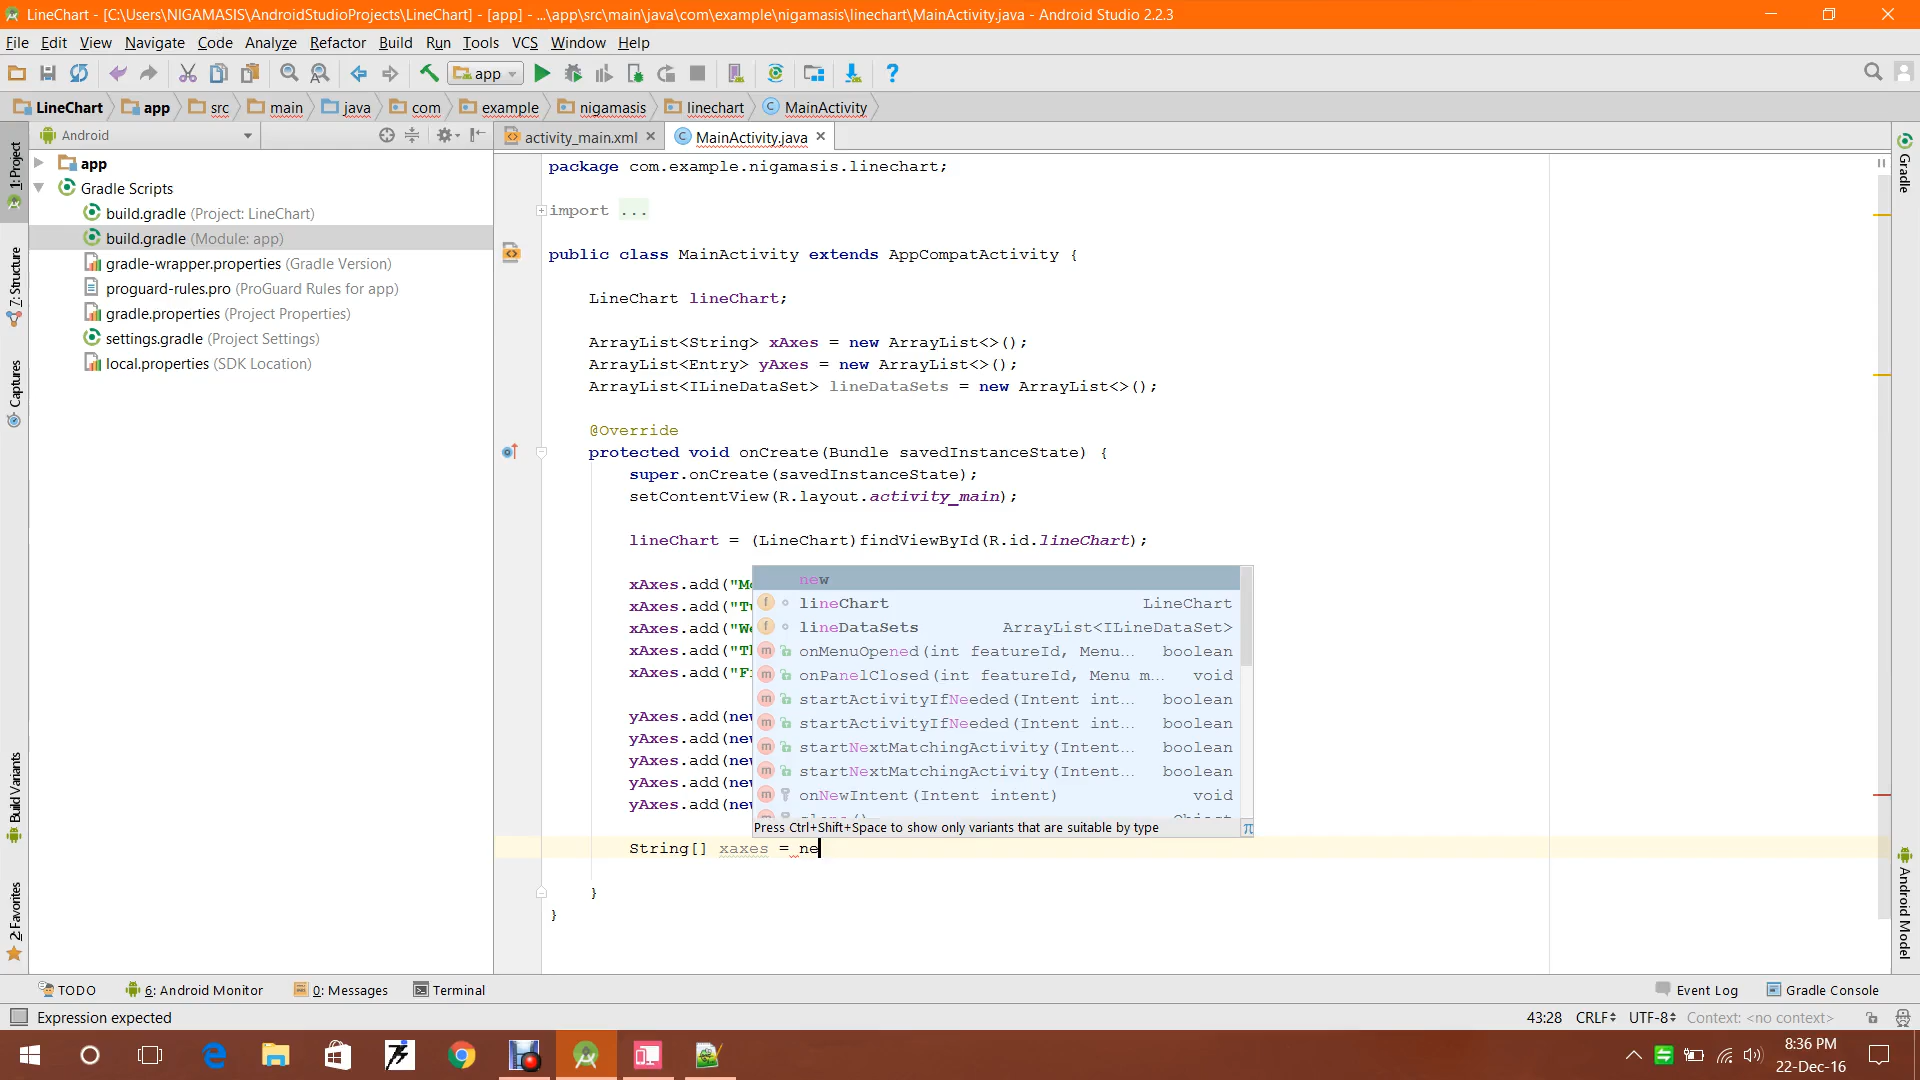 LineChart - [C:\Users\NIGAMASIS\AndroidStudioProjects\LineChart] - [app] - ...\app\src\main\java\com\example\nigamasis\linechart\MainActivity.java - Android Studio 2.2.3
File Edit View Navigate Code Analyze Refactor Build Run Tools VCS Window Help
app
LineChart app src main java com example nigamasis linechart MainActivity
Android
activity_main.xml MainActivity.java
1: Project
7: Structure
Captures
Build Variants
2: Favorites
app
Gradle Scripts
build.gradle (Project: LineChart)
build.gradle (Module: app)
gradle-wrapper.properties (Gradle Version)
proguard-rules.pro (ProGuard Rules for app)
gradle.properties (Project Properties)
settings.gradle (Project Settings)
local.properties (SDK Location)
package com.example.nigamasis.linechart;
import ...
public class MainActivity extends AppCompatActivity {
LineChart lineChart;
ArrayList<String> xAxes = new ArrayList<>();
ArrayList<Entry> yAxes = new ArrayList<>();
ArrayList<ILineDataSet> lineDataSets = new ArrayList<>();
@Override
protected void onCreate(Bundle savedInstanceState) {
super.onCreate(savedInstanceState);
setContentView(R.layout.activity_main);
lineChart = (LineChart)findViewById(R.id.lineChart);
xAxes.add("Mo
xAxes.add("Tu
xAxes.add("We
xAxes.add("Th
xAxes.add("Fr
yAxes.add(new
yAxes.add(new
yAxes.add(new
yAxes.add(new
yAxes.add(new
new
lineChart LineChart
lineDataSets ArrayList<ILineDataSet>
onMenuOpened(int featureId, Menu... boolean
onPanelClosed(int featureId, Menu m... void
startActivityIfNeeded(Intent int... boolean
startActivityIfNeeded(Intent int... boolean
startNextMatchingActivity(Intent... boolean
startNextMatchingActivity(Intent... boolean
onNewIntent(Intent intent) void
Press Ctrl+Shift+Space to show only variants that are suitable by type
String[] xaxes = ne
}
}
Gradle
Android Model
TODO 6: Android Monitor 0: Messages Terminal Event Log Gradle Console
Expression expected 43:28 CRLF UTF-8 Context: <no context>
8:36 PM
22-Dec-16